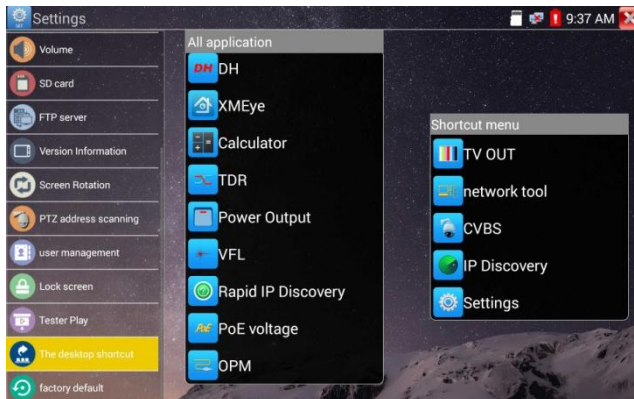 Settings
9:37 AM
Volume
SD card
FTP server
Version Information
Screen Rotation
PTZ address scanning
user management
Lock screen
Tester Play
The desktop shortcut
factory default
All application
DH DH
XMEye
Calculator
TDR
Power Output
VFL
Rapid IP Discovery
PoE PoE voltage
OPM
Shortcut menu
TV OUT
network tool
CVBS
IP Discovery
Settings